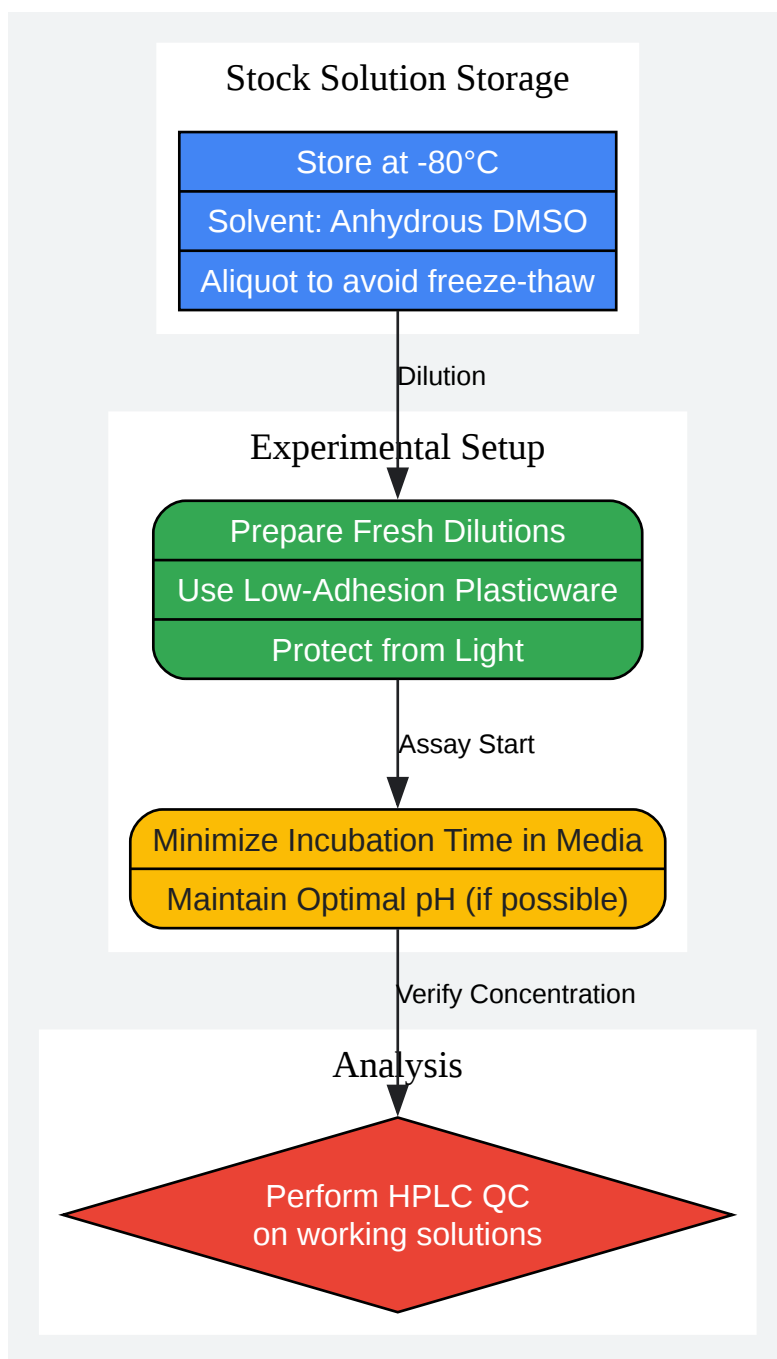 Stock Solution Storage
Store at -80°C
Solvent: Anhydrous DMSO
Aliquot to avoid freeze-thaw
Dilution
Experimental Setup
Prepare Fresh Dilutions
Use Low-Adhesion Plasticware
Protect from Light
Assay Start
Minimize Incubation Time in Media
Maintain Optimal pH (if possible)
Verify Concentration
Analysis
Perform HPLC QC
on working solutions